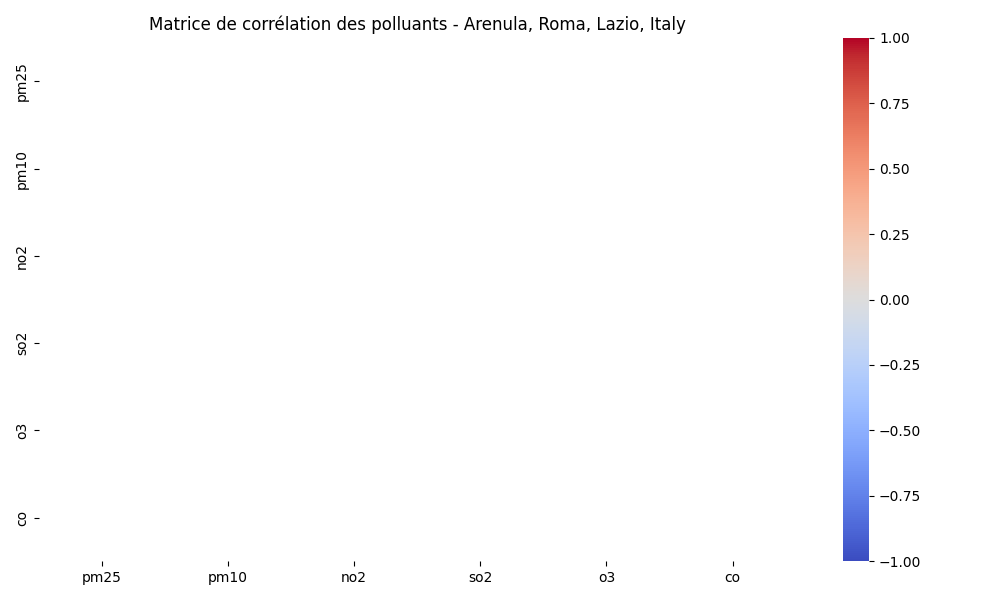 Matrice de corrélation des polluants - Arenula, Roma, Lazio, Italy
pm25
pm10
no2
so2
o3
co
pm25 pm10 no2 so2 o3 co
1.00
0.75
0.50
0.25
0.00
−0.25
−0.50
−0.75
−1.00